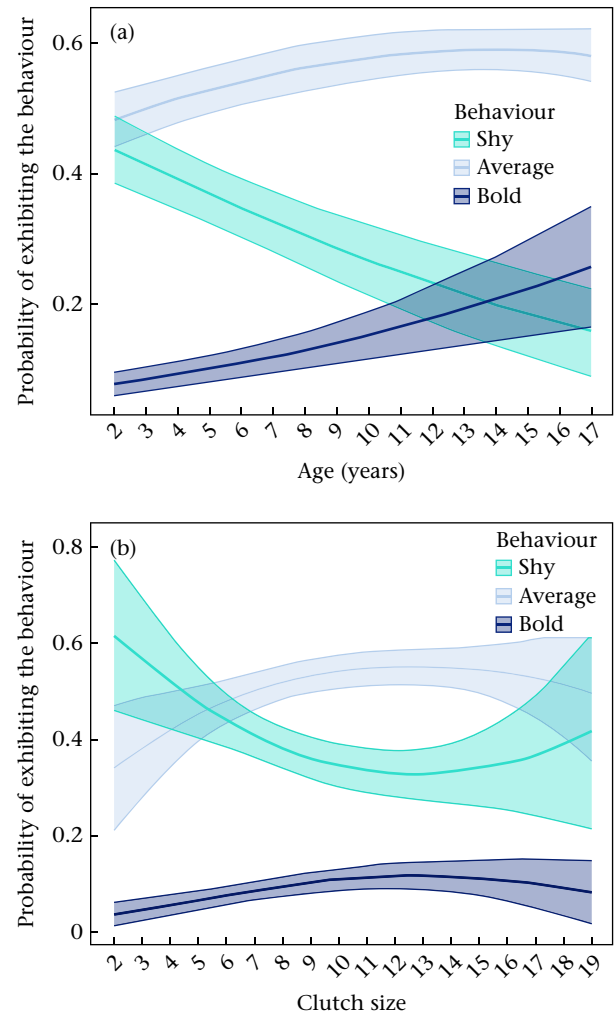 (a)
Probability of exhibiting the behaviour
0.6
0.4
0.2
Behaviour
Shy
Average
Bold
2 3 4 5 6 7 8 9 10 11 12 13 14 15 16 17
Age (years)
(b)
Probability of exhibiting the behaviour
0.8
0.6
0.4
0.2
0
Behaviour
Shy
Average
Bold
2 4 5 6 7 8 9 10 11 12 13 14 15 16 17 18 19
Clutch size